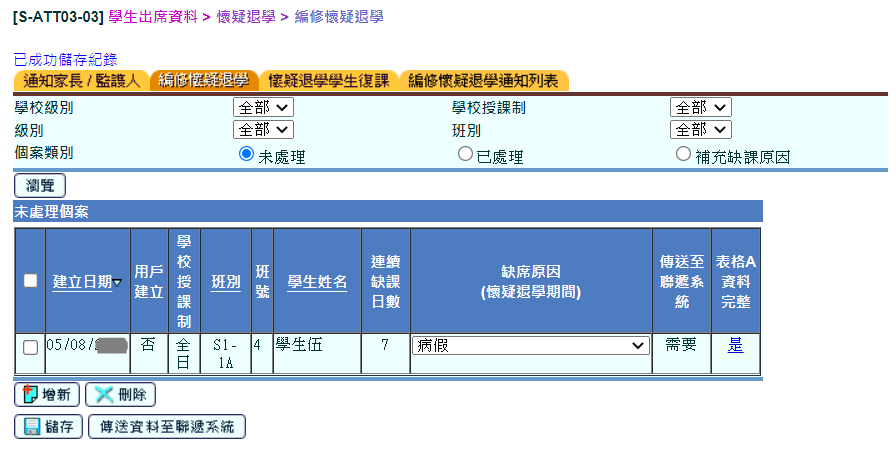 [S-ATT03-03] 學生出席資料 > 懷疑退學 > 編修懷疑退學
已成功儲存紀錄
通知家長 / 監護人 編修懷疑退學 懷疑退學學生復課 編修懷疑退學通知列表
學校級別 全部 學校授課制 全部
級別 全部 班別 全部
個案類別 未處理 已處理 補充缺課原因
瀏覽
未處理個案
建立日期 用戶建立 學校授課制 班別 班號 學生姓名 連續缺課日數 缺席原因 (懷疑退學期間) 傳送至聯遞系統 表格A資料完整
05/08/ 否 全日 S1-1A 4 學生伍 7 病假 需要 是
增新 刪除
儲存 傳送資料至聯遞系統